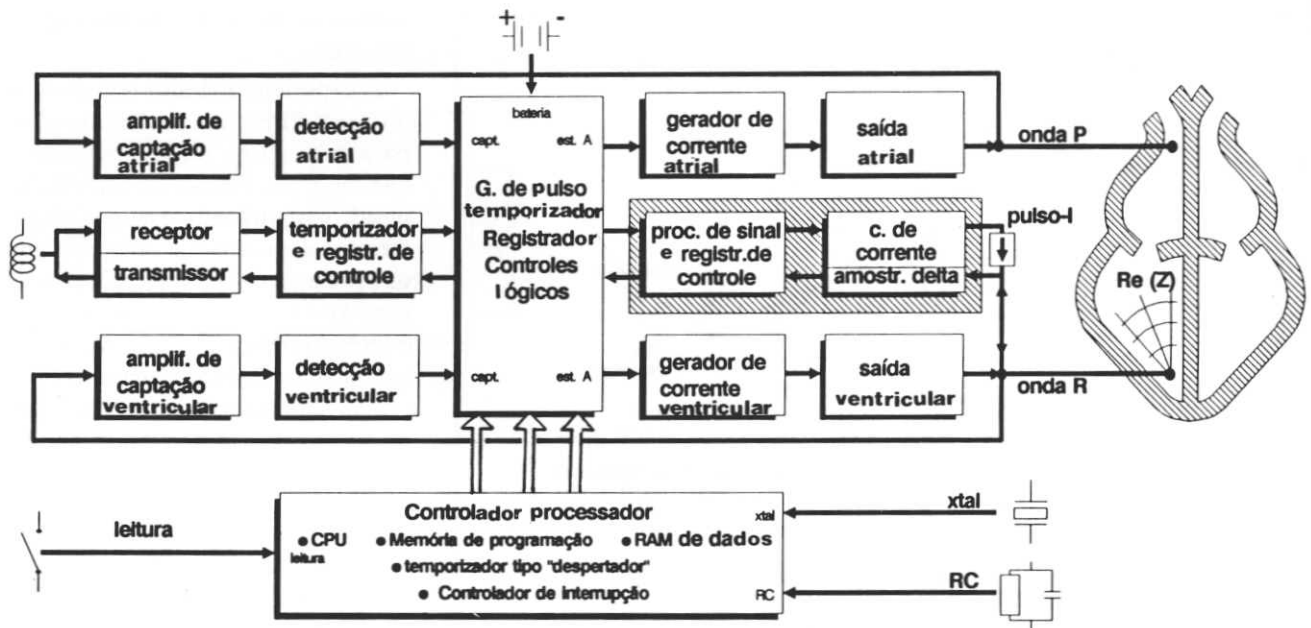 + -
bateria
amplif. de
captação
atrial
detecção
atrial
capt.
est. A
gerador de
corrente
atrial
saída
atrial
onda P
G. de pulso
temporizador
Registrador
Controles
lógicos
receptor
transmissor
temporizador
e registr. de
controle
proc. de sinal
e registr.de
controle
c. de
corrente
amostr. delta
pulso-I
Re (Z)
amplif. de
captação
ventricular
detecção
ventricular
capt.
est. A
gerador de
corrente
ventricular
saída
ventricular
onda R
leitura
Controlador processador
• CPU • Memória de programação • RAM de dados
leitura
• temporizador tipo "despertador"
• Controlador de interrupção
xtal
RC
xtal
RC